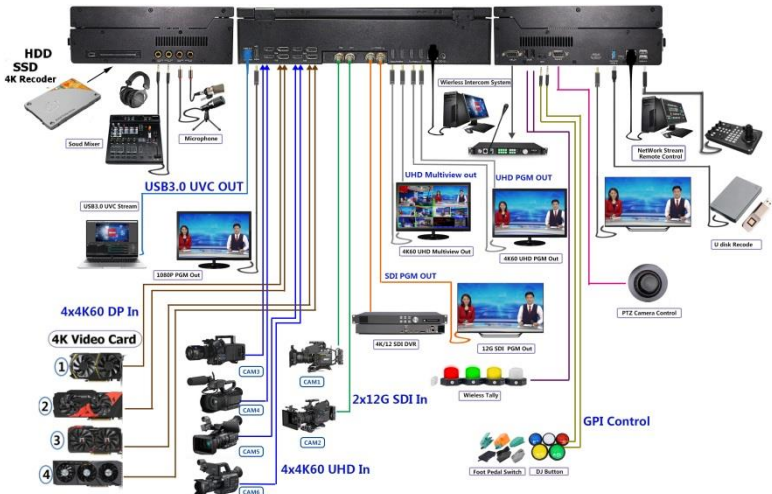 HDD
SSD
4K Recoder
Soud Mixer
Microphone
USB3.0 UVC OUT
USB3.0 UVC Stream
1080P PGM Out
4x4K60 DP In
4K Video Card
1
2
3
4
CAM3
CAM4
CAM5
CAM6
4x4K60 UHD In
CAM1
CAM2
2x12G SDI In
Wierless Intercom System
UHD Multiview out
UHD PGM OUT
4K60 UHD Multiview Out
4K60 UHD PGM Out
SDI PGM OUT
4K/12 SDI DVR
12G SDI PGM Out
Wieless Tally
GPI Control
Foot Pedal Switch
DJ Button
NetWork Stream
Remote Control
U disk Recode
PTZ Camera Control